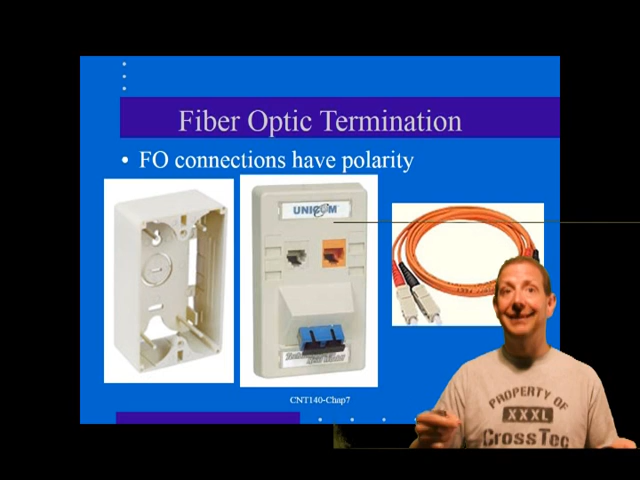 Fiber Optic Termination
• FO connections have polarity
UNICOM
CNT140-Chap7
PROPERTY OF
XXXL
CrossTec